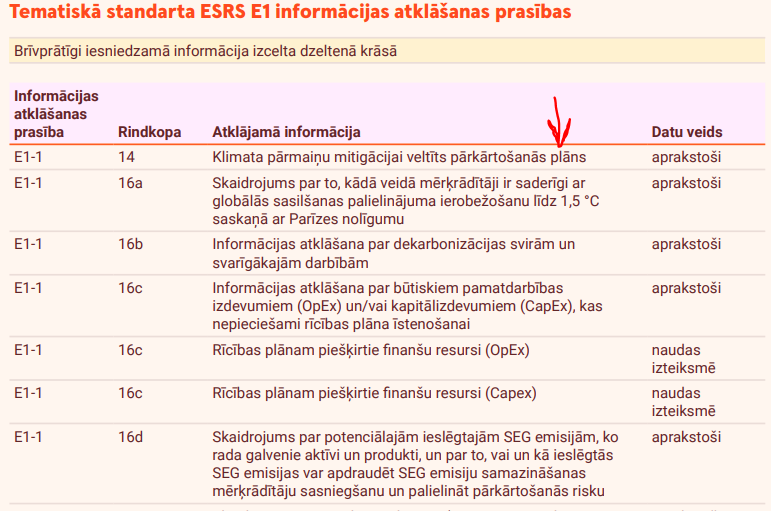 Tematiskā standarta ESRS E1 informācijas atklāšanas prasības
Brīvprātīgi iesniedzamā informācija izcelta dzeltenā krāsā
Informācijas atklāšanas prasība Rindkopa Atklājamā informācija Datu veids
E1-1 14 Klimata pārmaiņu mitigācijai veltīts pārkārtošanās plāns aprakstoši
E1-1 16a Skaidrojums par to, kādā veidā mērķrādītāji ir saderīgi ar aprakstoši
globālās sasilšanas palielinājuma ierobežošanu līdz 1,5 °C
saskaņā ar Parīzes nolīgumu
E1-1 16b Informācijas atklāšana par dekarbonizācijas svirām un aprakstoši
svarīgākajām darbībām
E1-1 16c Informācijas atklāšana par būtiskiem pamatdarbības aprakstoši
izdevumiem (OpEx) un/vai kapitālizdevumiem (CapEx), kas
nepieciešami rīcības plāna īstenošanai
E1-1 16c Rīcības plānam piešķirtie finanšu resursi (OpEx) naudas
izteiksmē
E1-1 16c Rīcības plānam piešķirtie finanšu resursi (Capex) naudas
izteiksmē
E1-1 16d Skaidrojums par potenciālajām ieslēgtajām SEG emisijām, ko aprakstoši
rada galvenie aktīvi un produkti, un par to, vai un kā ieslēgtās
SEG emisijas var apdraudēt SEG emisiju samazināšanas
mērķrādītāju sasniegšanu un palielināt pārkārtošanās risku